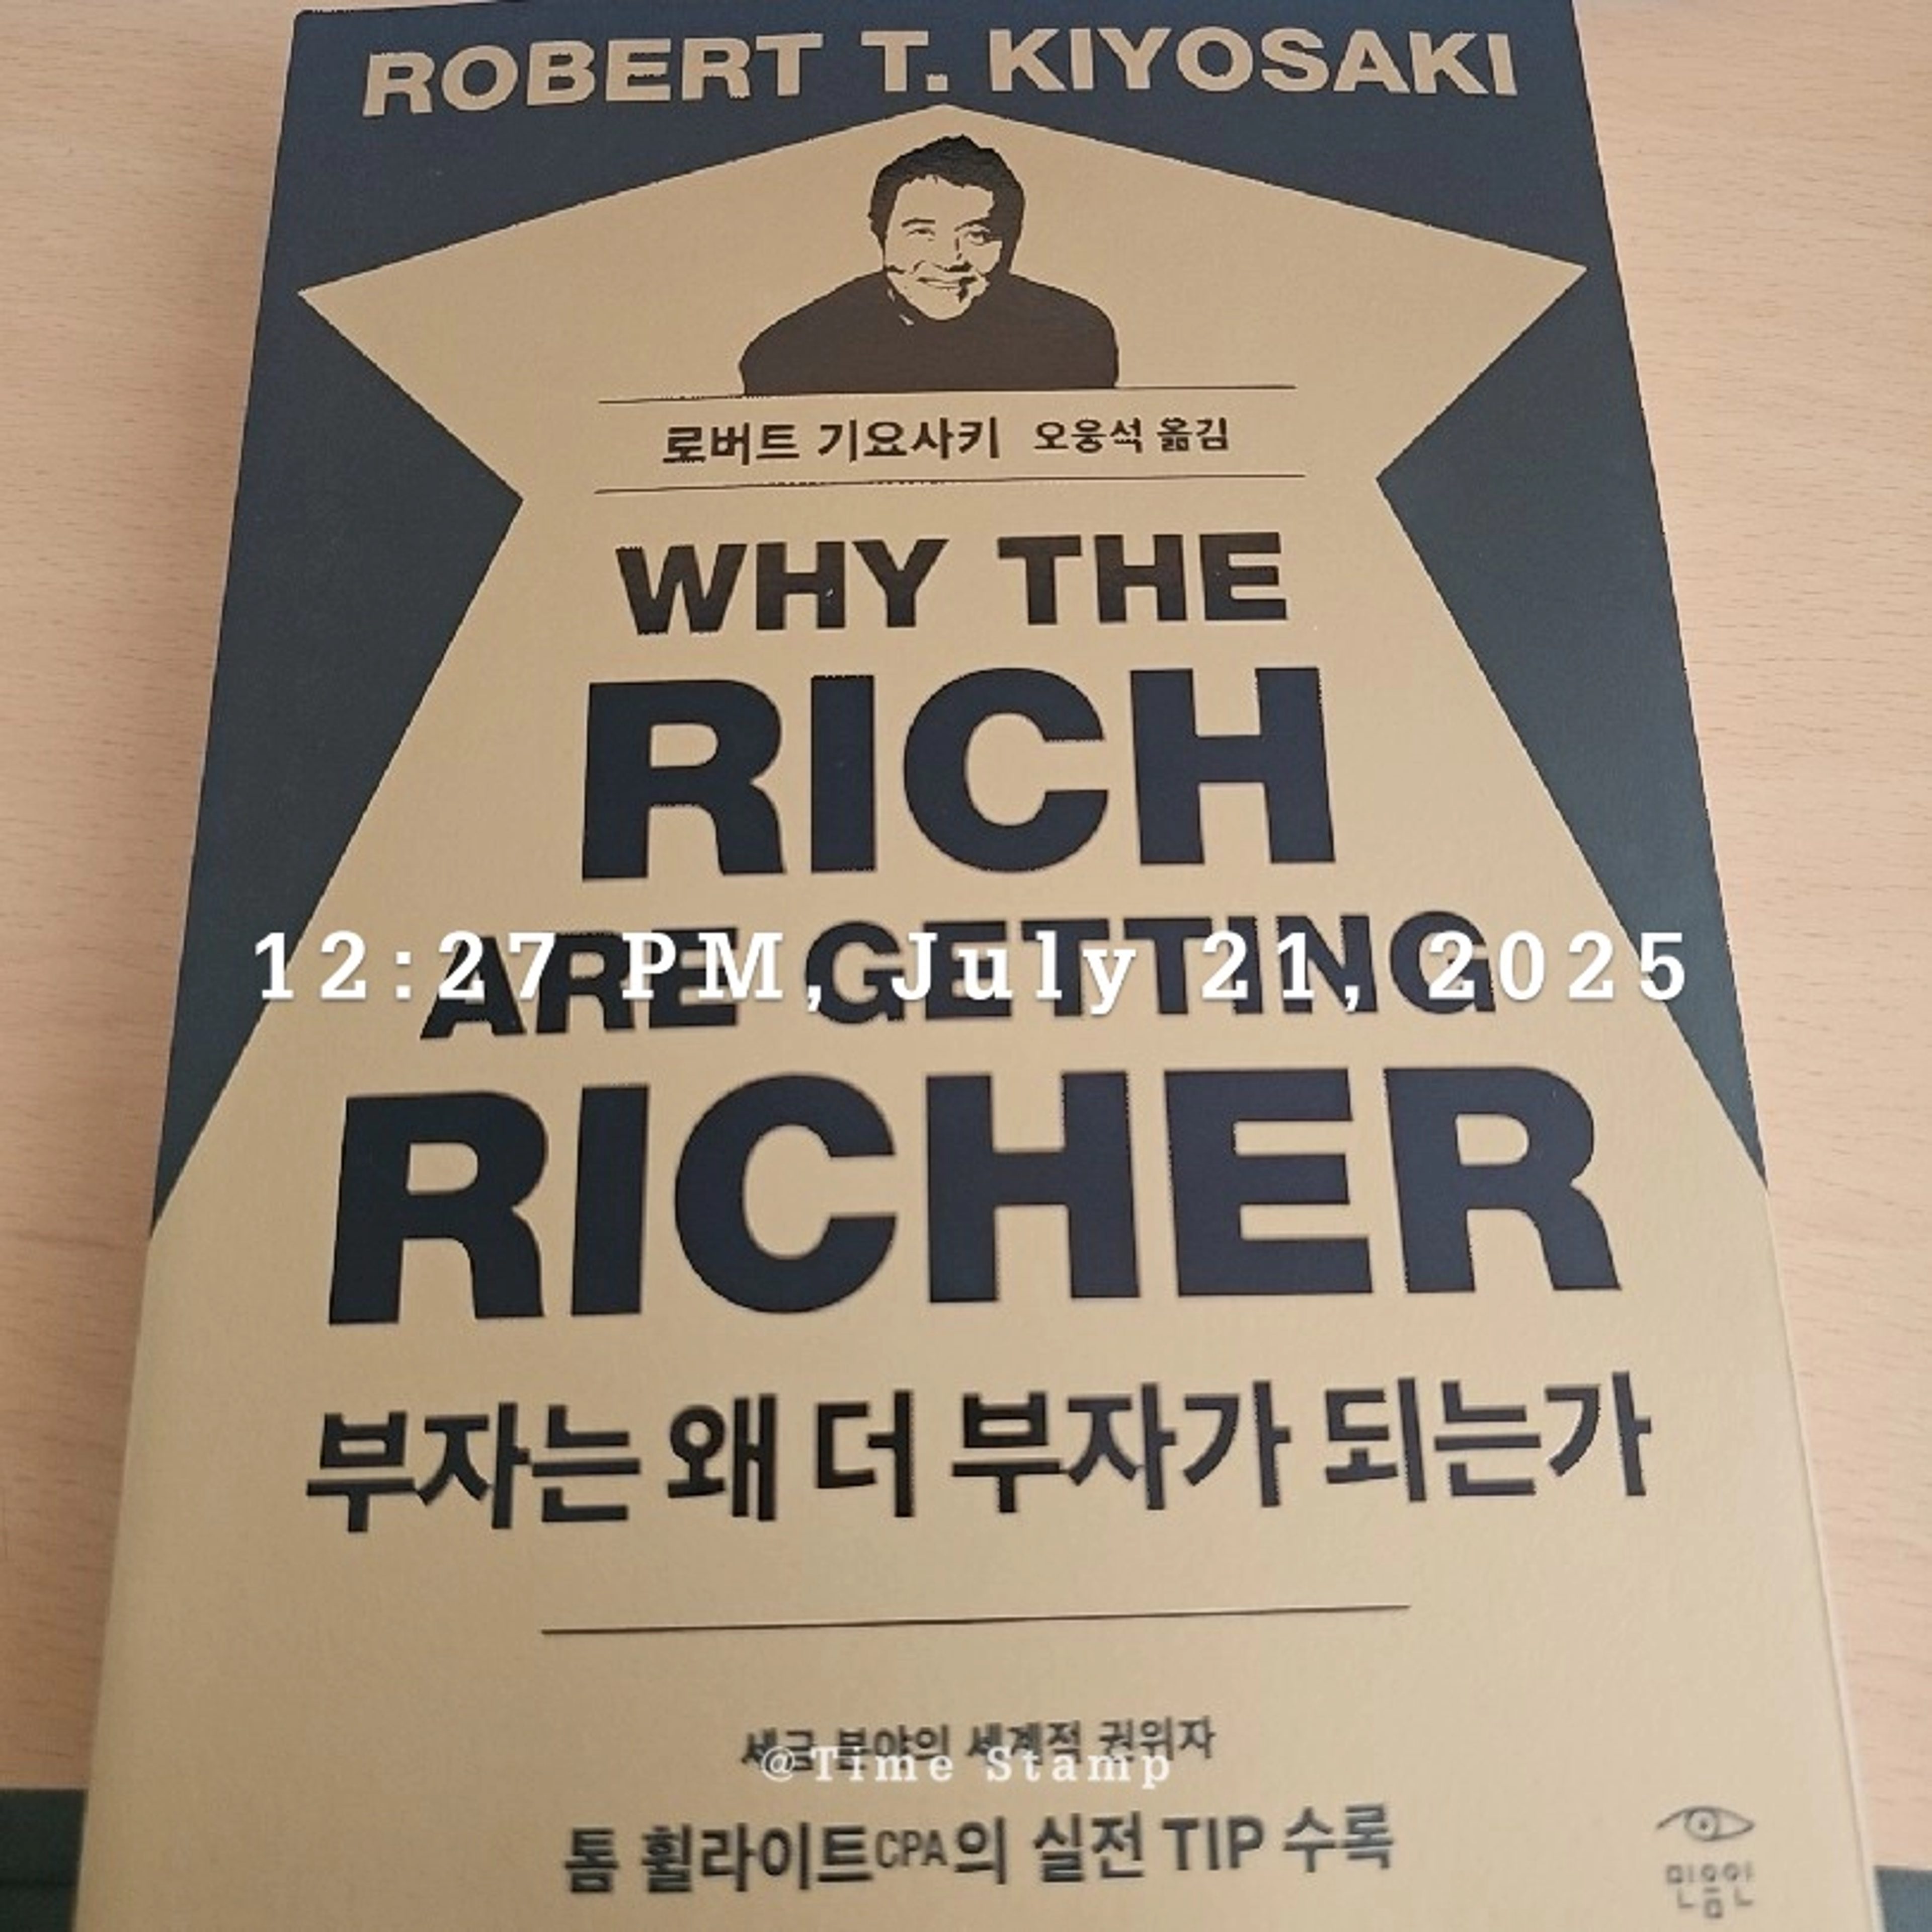 ROBERT T. KIYOSAKI
로버트 기요사키 오웅석 옮김
WHY THE
RICH
ARE GETTING
12:27 PM, July 21, 2025
RICHER
부자는 왜 더 부자가 되는가
세금 분야의 세계적 권위자
@Time Stamp
톰 휠라이트CPA의 실전 TIP 수록
민음인